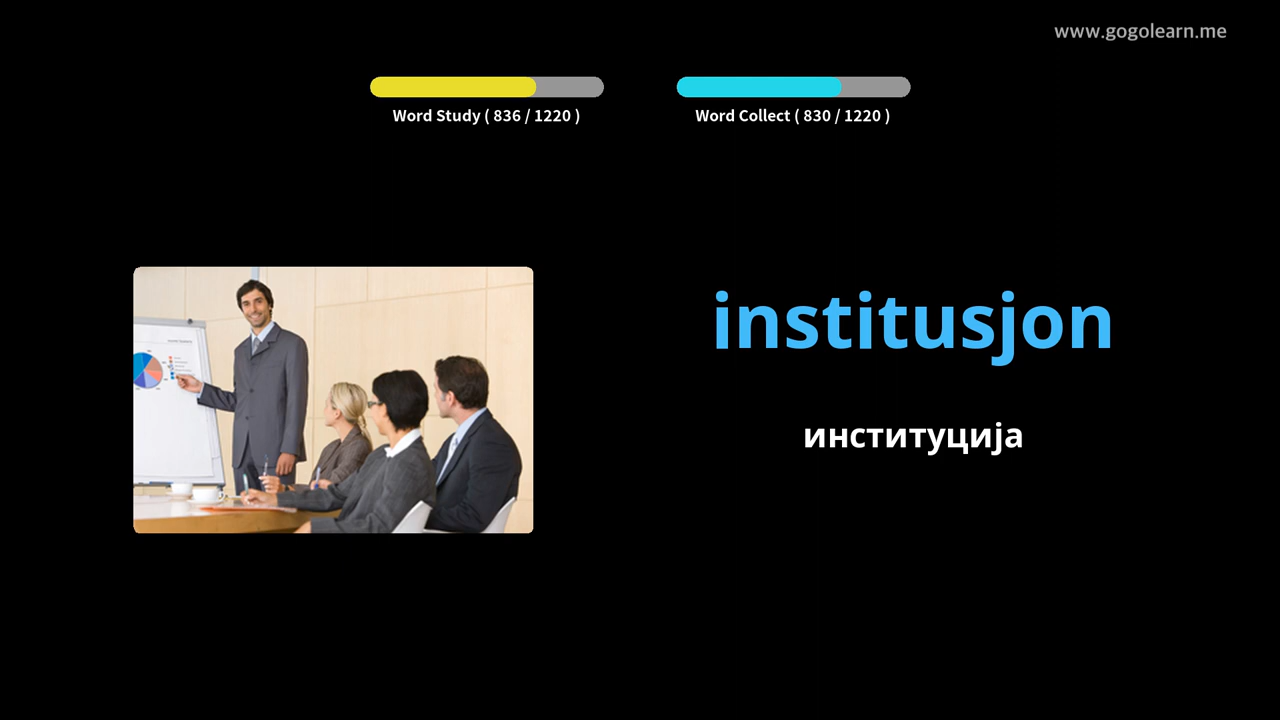 www.gogolearn.me
Word Study ( 836 / 1220 )
Word Collect ( 830 / 1220 )
institusjon
институција